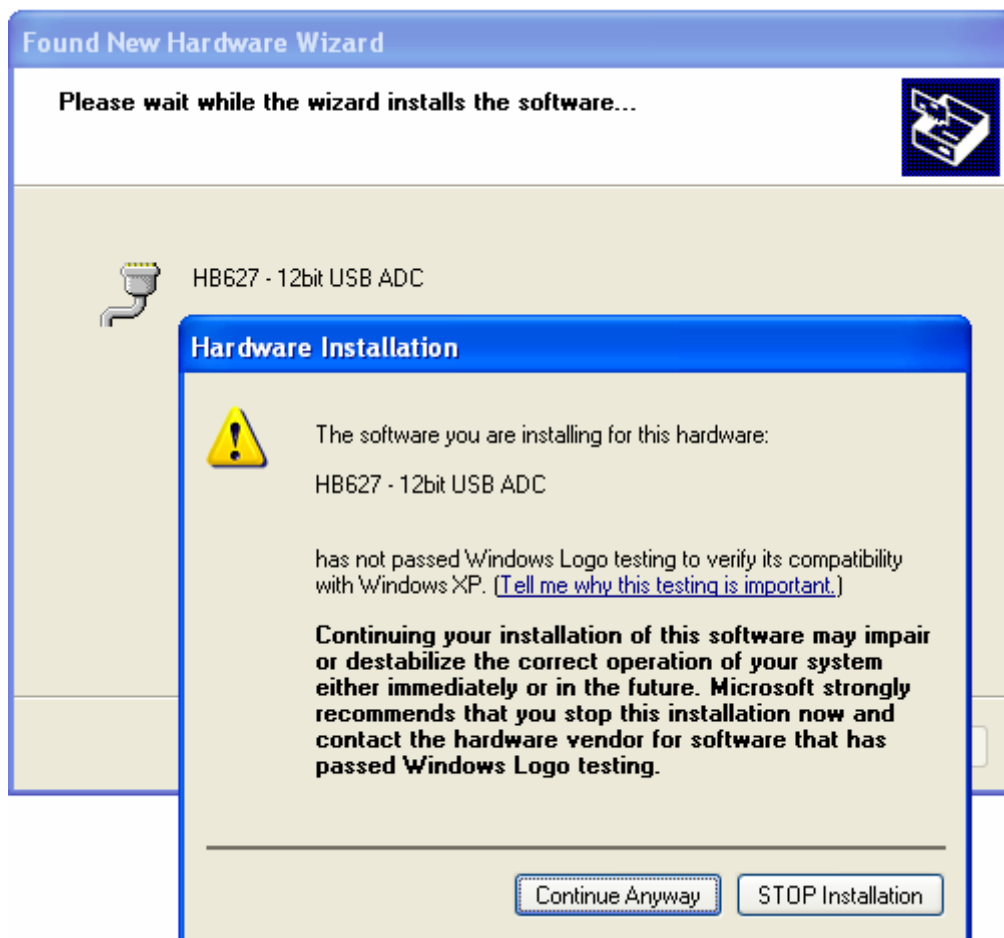 Found New Hardware Wizard
Please wait while the wizard installs the software...
HB627 - 12bit USB ADC
Hardware Installation
The software you are installing for this hardware:
HB627 - 12bit USB ADC
has not passed Windows Logo testing to verify its compatibility
with Windows XP. (Tell me why this testing is important.)
Continuing your installation of this software may impair
or destabilize the correct operation of your system
either immediately or in the future. Microsoft strongly
recommends that you stop this installation now and
contact the hardware vendor for software that has
passed Windows Logo testing.
Continue Anyway
STOP Installation